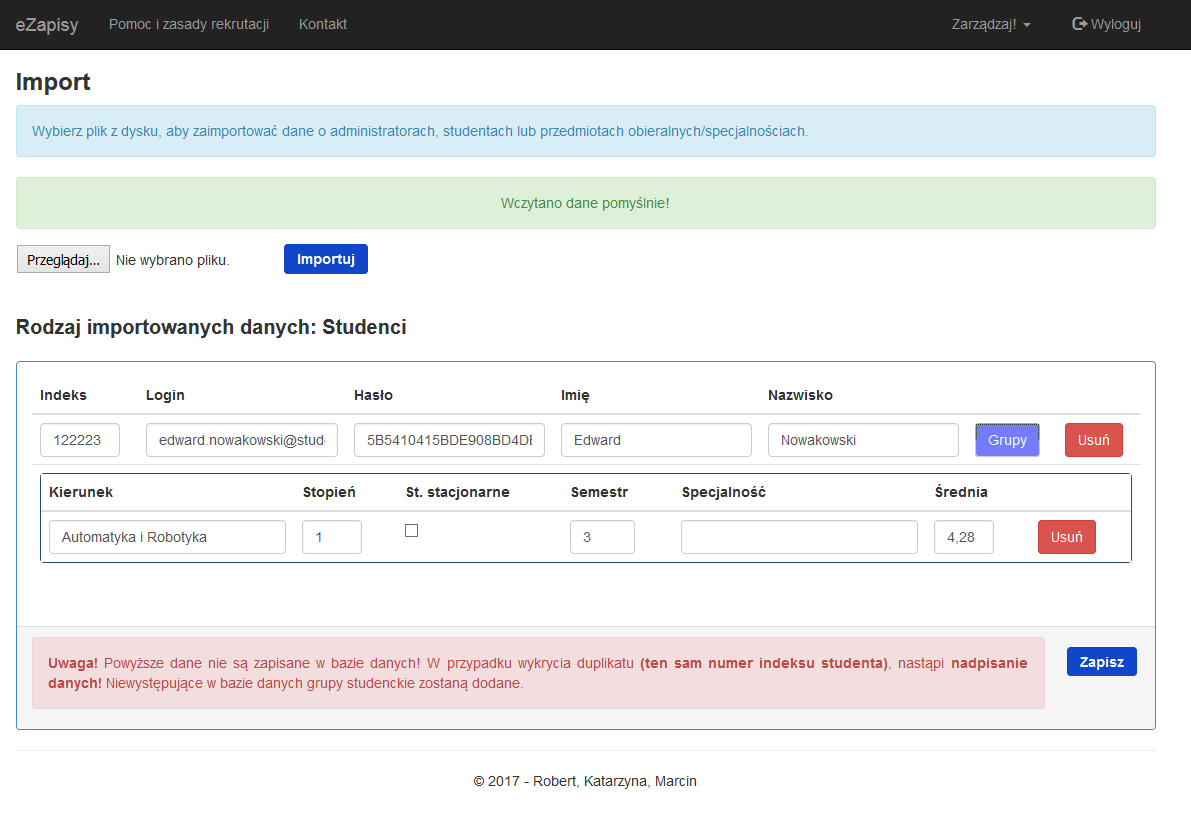 eZapisy Pomoc i zasady rekrutacji Kontakt Zarządzaj! Wyloguj
Import
Wybierz plik z dysku, aby zaimportować dane o administratorach, studentach lub przedmiotach obieralnych/specjalnościach.
Wczytano dane pomyślnie!
Przeglądaj... Nie wybrano pliku. Importuj
Rodzaj importowanych danych: Studenci
Indeks Login Hasło Imię Nazwisko
122223 edward.nowakowski@stud 5B5410415BDE908BD4DE Edward Nowakowski Grupy Usuń
Kierunek Stopień St. stacjonarne Semestr Specjalność Średnia
Automatyka i Robotyka 1 3 4,28 Usuń
Uwaga! Powyższe dane nie są zapisane w bazie danych! W przypadku wykrycia duplikatu (ten sam numer indeksu studenta), nastąpi nadpisanie
danych! Niewystępujące w bazie danych grupy studenckie zostaną dodane.
Zapisz
© 2017 - Robert, Katarzyna, Marcin